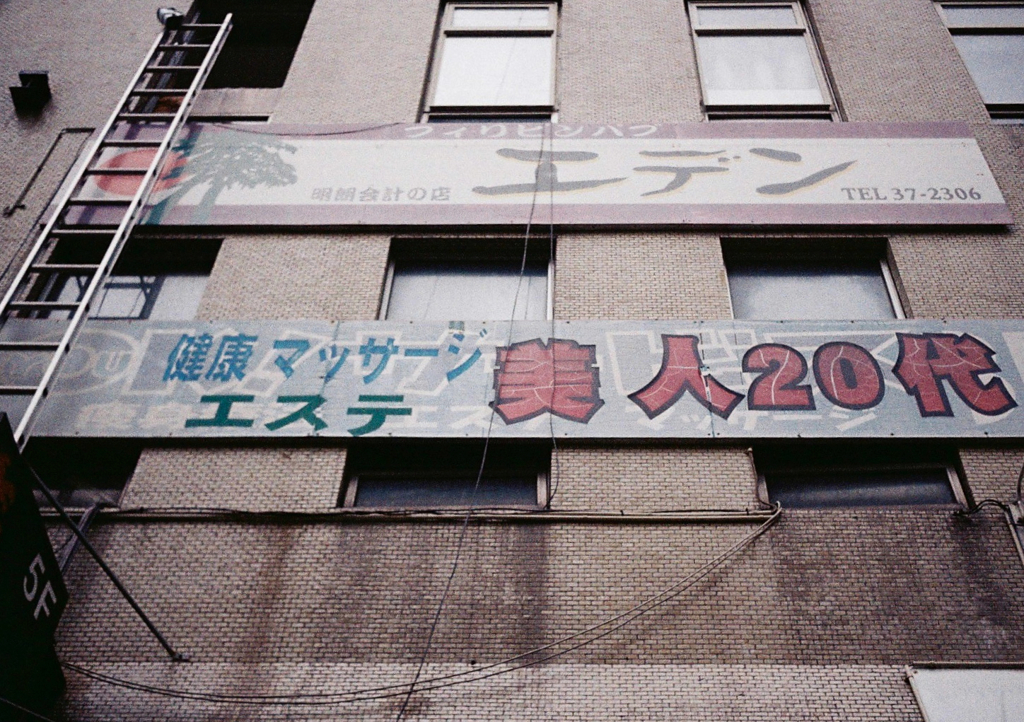 フィリピンパブ
明朗会計の店 エデン TEL 37-2306
健康マッサージ 美人20代
エステ
5F